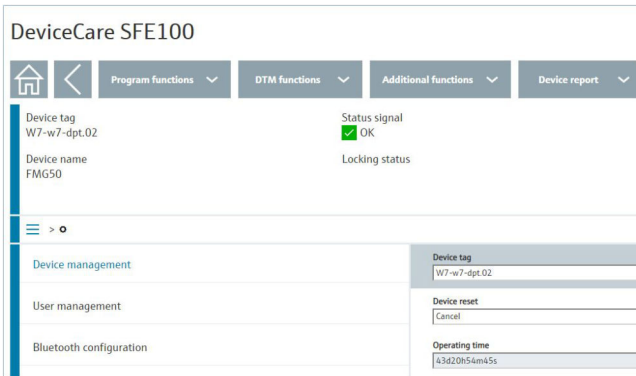 DeviceCare SFE100
Program functions
DTM functions
Additional functions
Device report
Device tag
W7-w7-dpt.02
Status signal
OK
Device name
FMG50
Locking status
>
Device management
User management
Bluetooth configuration
Device tag
W7-w7-dpt.02
Device reset
Cancel
Operating time
43d20h54m45s